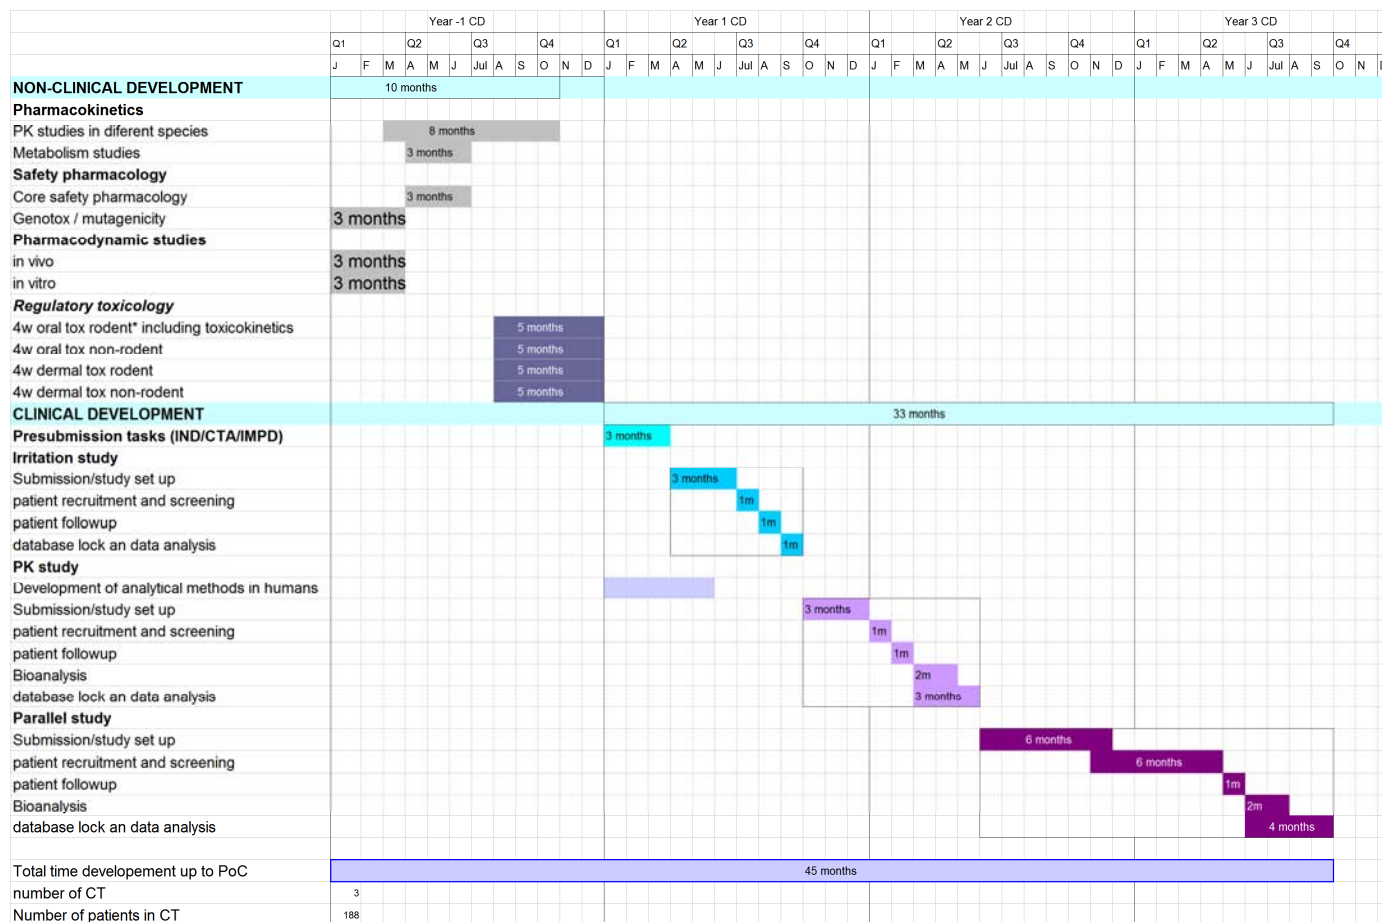 Year -1 CD Year 1 CD Year 2 CD Year 3 CD
Q1 Q2 Q3 Q4 Q1 Q2 Q3 Q4 Q1 Q2 Q3 Q4 Q1 Q2 Q3 Q4
J F M A M J Jul A S O N D J F M A M J Jul A S O N D J F M A M J Jul A S O N D J F M A M J Jul A S O N
NON-CLINICAL DEVELOPMENT 10 months
Pharmacokinetics
PK studies in diferent species 8 months
Metabolism studies 3 months
Safety pharmacology
Core safety pharmacology 3 months
Genotox / mutagenicity 3 months
Pharmacodynamic studies
in vivo 3 months
in vitro 3 months
Regulatory toxicology
4w oral tox rodent* including toxicokinetics 5 months
4w oral tox non-rodent 5 months
4w dermal tox rodent 5 months
4w dermal tox non-rodent 5 months
CLINICAL DEVELOPMENT 33 months
Presubmission tasks (IND/CTA/IMPD) 3 months
Irritation study
Submission/study set up 3 months
patient recruitment and screening 1m
patient followup 1m
database lock an data analysis 1m
PK study
Development of analytical methods in humans
Submission/study set up 3 months
patient recruitment and screening 1m
patient followup 1m
Bioanalysis 2m
database lock an data analysis 3 months
Parallel study
Submission/study set up 6 months
patient recruitment and screening 6 months
patient followup 1m
Bioanalysis 2m
database lock an data analysis 4 months
Total time developement up to PoC 45 months
number of CT 3
Number of patients in CT 188